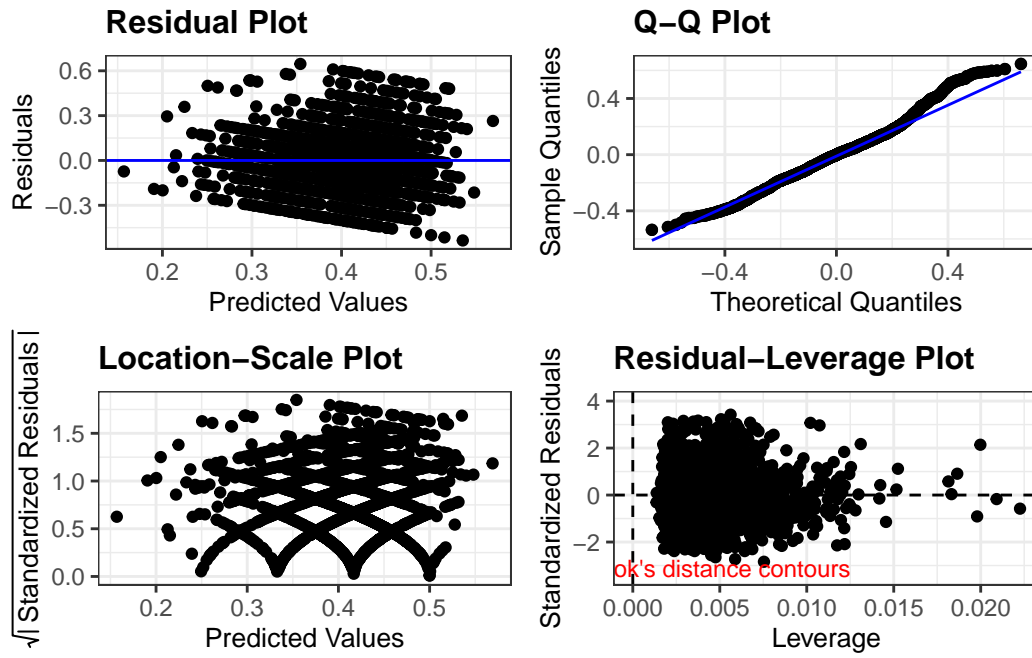 Residual Plot
Residuals
0.6
0.3
0.0
−0.3
0.2
0.3
0.4
0.5
Predicted Values
Q−Q Plot
Sample Quantiles
0.4
0.0
−0.4
−0.4
0.0
0.4
Theoretical Quantiles
Location−Scale Plot
√| Standardized Residuals |
1.5
1.0
0.5
0.0
0.2
0.3
0.4
0.5
Predicted Values
Residual−Leverage Plot
Standardized Residuals
4
2
0
−2
ok's distance contours
0.000
0.005
0.010
0.015
0.020
Leverage